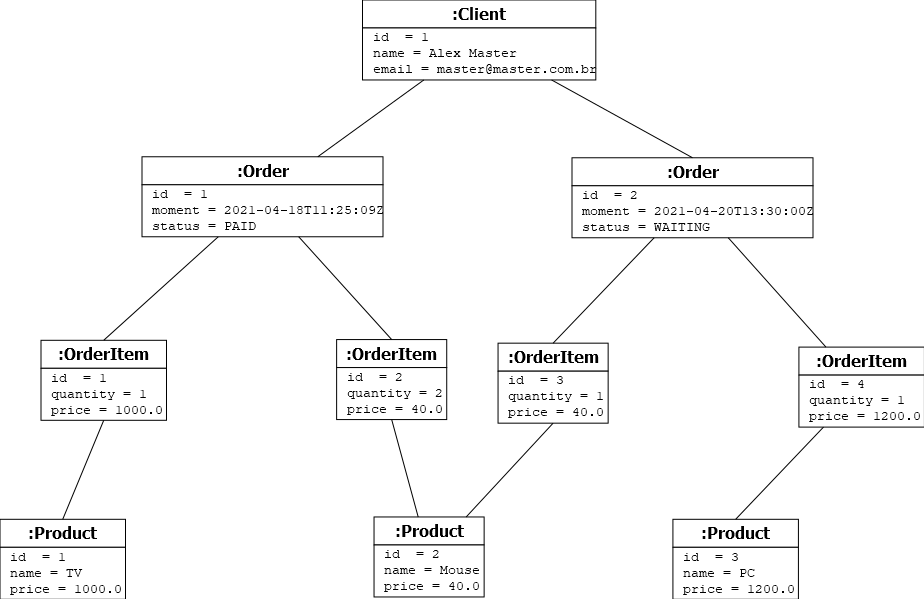 :Client
id  = 1
name = Alex Master
email = master@master.com.br
:Order
id  = 1
moment = 2021-04-18T11:25:09Z
status = PAID
:Order
id  = 2
moment = 2021-04-20T13:30:00Z
status = WAITING
:OrderItem
id  = 1
quantity = 1
price = 1000.0
:OrderItem
id  = 2
quantity = 2
price = 40.0
:OrderItem
id  = 3
quantity = 1
price = 40.0
:OrderItem
id  = 4
quantity = 1
price = 1200.0
:Product
id  = 1
name = TV
price = 1000.0
:Product
id  = 2
name = Mouse
price = 40.0
:Product
id  = 3
name = PC
price = 1200.0